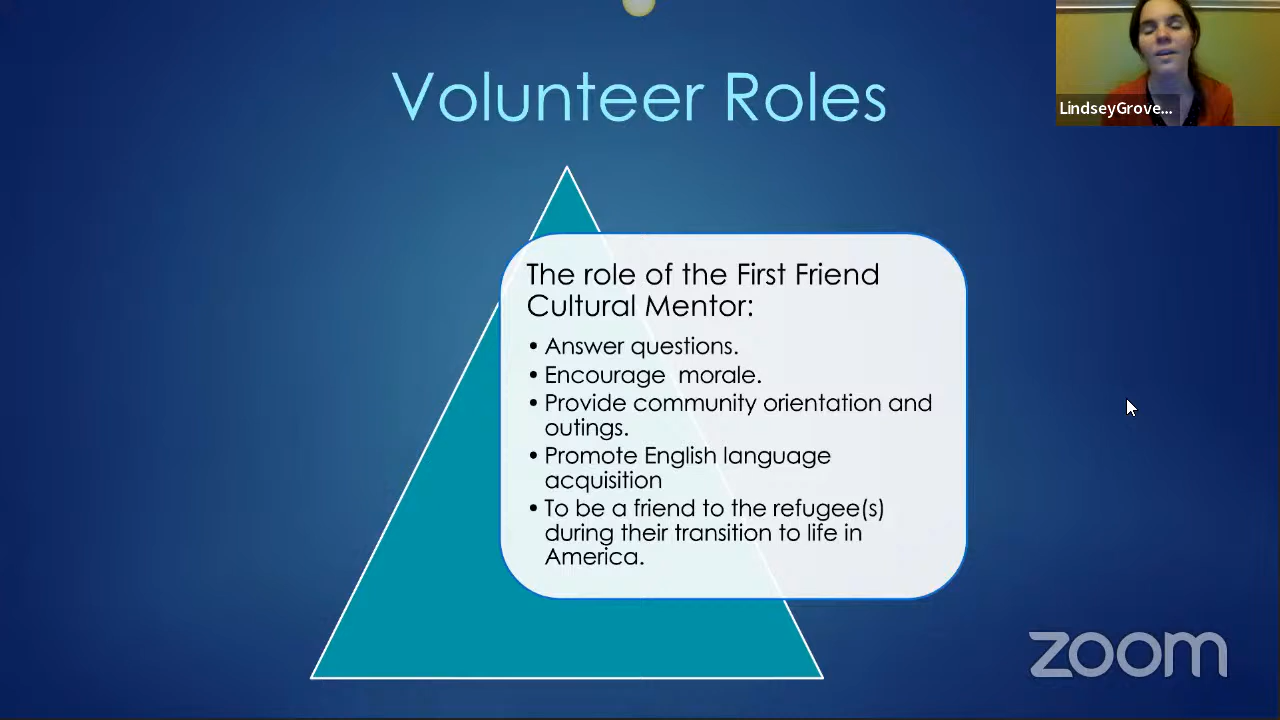 Volunteer Roles
LindseyGrove...
The role of the First Friend
Cultural Mentor:
• Answer questions.
• Encourage  morale.
• Provide community orientation and
outings.
• Promote English language
acquisition
• To be a friend to the refugee(s)
during their transition to life in
America.
zoom